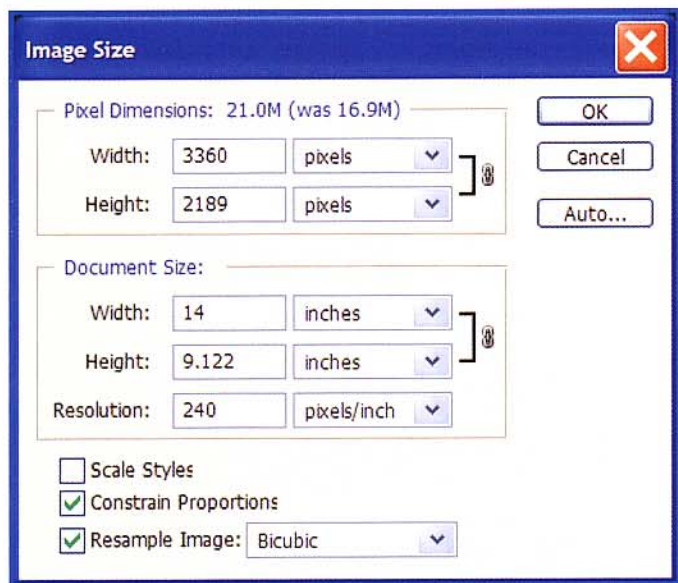 Image Size
Pixel Dimensions: 21.0M (was 16.9M)
Width: 3360 pixels
Height: 2189 pixels
OK
Cancel
Auto...
Document Size:
Width: 14 inches
Height: 9.122 inches
Resolution: 240 pixels/inch
Scale Styles
Constrain Proportions
Resample Image: Bicubic